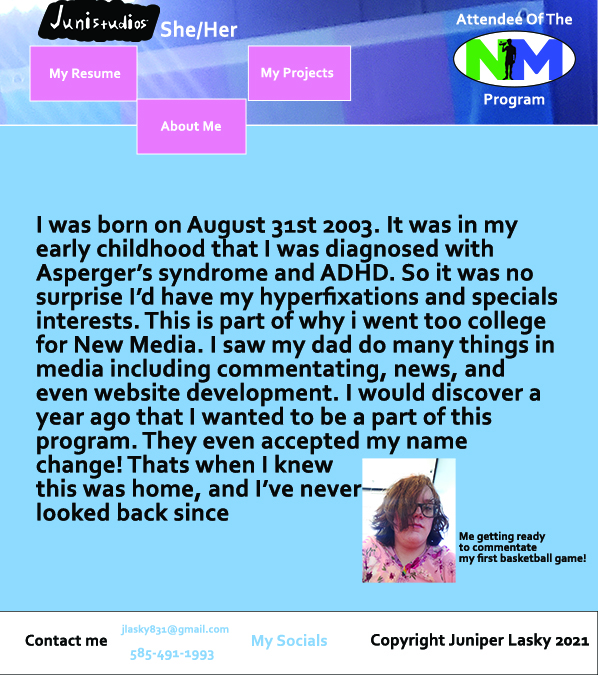 Junistudios
She/Her
Attendee Of The
NM
Program
My Resume
My Projects
About Me
I was born on August 31st 2003. It was in my
early childhood that I was diagnosed with
Asperger's syndrome and ADHD. So it was no
surprise I'd have my hyperfixations and specials
interests. This is part of why i went too college
for New Media. I saw my dad do many things in
media including commentating, news, and
even website development. I would discover a
year ago that I wanted to be a part of this
program. They even accepted my name
change! Thats when I knew
this was home, and I've never
looked back since
Me getting ready
to commentate
my first basketball game!
Contact me
jlasky831@gmail.com
585-491-1993
My Socials
Copyright Juniper Lasky 2021